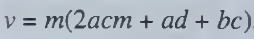 v = m(2acm + ad + bc)